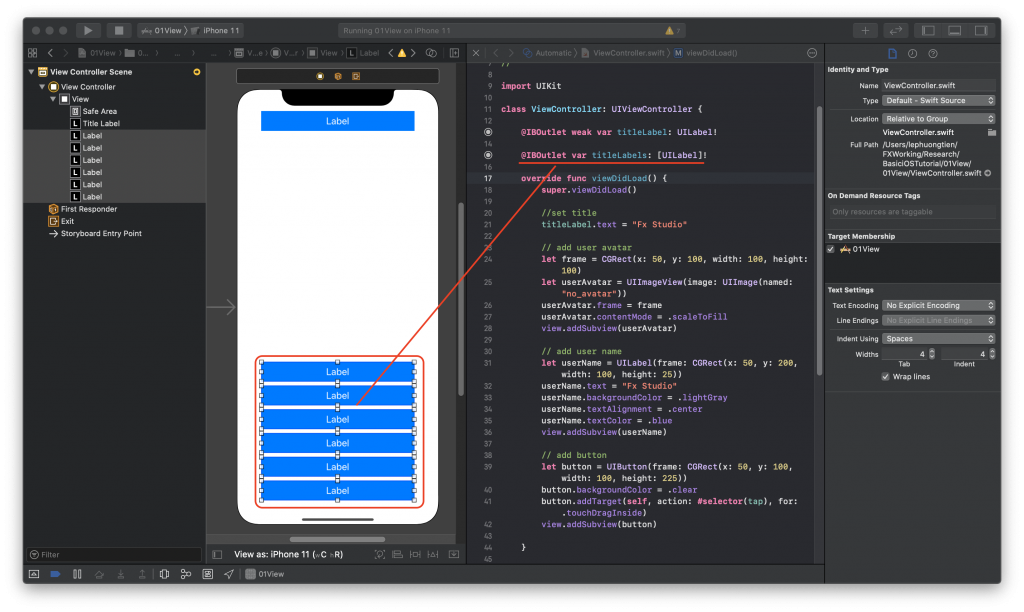 01View
iPhone 11
Running 01View on iPhone 11
7
01View
0...
...
...
...
V...e
V...r
View
L Label
Automatic
ViewController.swift
M viewDidLoad()
View Controller Scene
View Controller
View
Safe Area
L Title Label
L Label
L Label
L Label
L Label
L Label
L Label
First Responder
Exit
Storyboard Entry Point
Filter
Label
Label
Label
Label
Label
Label
Label
View as: iPhone 11 (wC hR)
01View
7 //
8
9 import UIKit
10
11 class ViewController: UIViewController {
12
@IBOutlet weak var titleLabel: UILabel!
14
@IBOutlet var titleLabels: [UILabel]!
16
17 override func viewDidLoad() {
18 super.viewDidLoad()
19
20 //set title
21 titleLabel.text = "Fx Studio"
22
23 // add user avatar
24 let frame = CGRect(x: 50, y: 100, width: 100, height:
100)
25 let userAvatar = UIImageView(image: UIImage(named:
"no_avatar"))
26 userAvatar.frame = frame
27 userAvatar.contentMode = .scaleToFill
28 view.addSubview(userAvatar)
29
30 // add user name
31 let userName = UILabel(frame: CGRect(x: 50, y: 200,
width: 100, height: 25))
32 userName.text = "Fx Studio"
33 userName.backgroundColor = .lightGray
34 userName.textAlignment = .center
35 userName.textColor = .blue
36 view.addSubview(userName)
37
38 // add button
39 let button = UIButton(frame: CGRect(x: 50, y: 100,
width: 100, height: 225))
40 button.backgroundColor = .clear
41 button.addTarget(self, action: #selector(tap), for:
.touchDragInside)
42 view.addSubview(button)
43
44 }
45
Identity and Type
Name ViewController.swift
Type Default - Swift Source
Location Relative to Group
ViewController.swift
Full Path /Users/lephuongtien/
FXWorking/Research/
BasiciOSTutorial/01View/
01View/ViewController.swift
On Demand Resource Tags
Only resources are taggable
Target Membership
01View
Text Settings
Text Encoding No Explicit Encoding
Line Endings No Explicit Line Endings
Indent Using Spaces
Widths 4 4
Tab Indent
Wrap lines